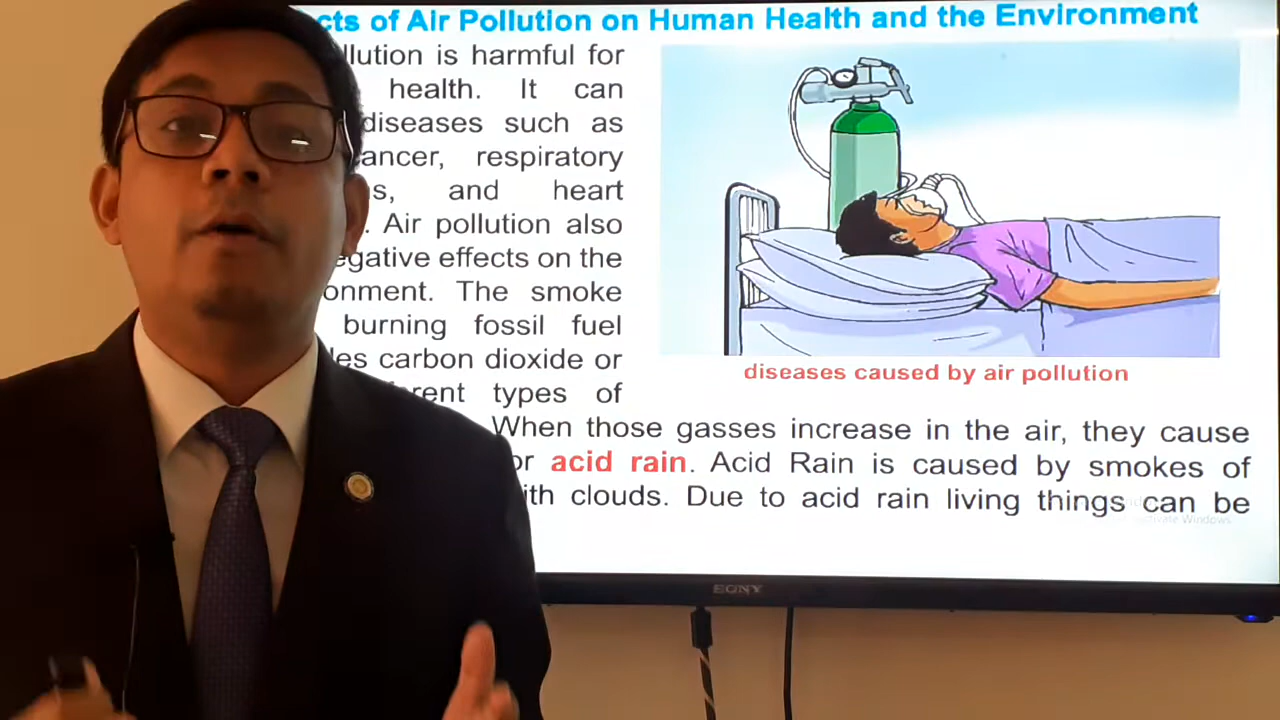 cts of Air Pollution on Human Health and the Environment
llution is harmful for
health. It can
diseases such as
cancer, respiratory
s, and heart
. Air pollution also
egative effects on the
onment. The smoke
burning fossil fuel
les carbon dioxide or
erent types of
When those gasses increase in the air, they cause
or acid rain. Acid Rain is caused by smokes of
ith clouds. Due to acid rain living things can be
diseases caused by air pollution
EONY